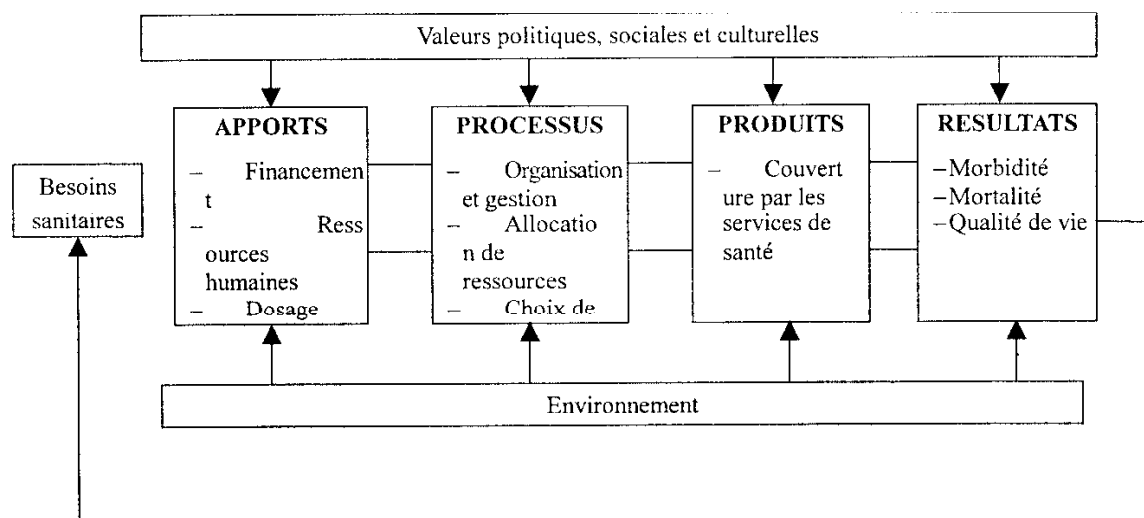 Valeurs politiques, sociales et culturelles
Besoins
sanitaires
APPORTS
– Financemen
t
– Ress
ources
humaines
– Dosage
PROCESSUS
– Organisation
et gestion
– Allocatio
n de
ressources
– Choix de
PRODUITS
– Couvert
ure par les
services de
santé
RESULTATS
–Morbidité
–Mortalité
–Qualité de vie
Environnement